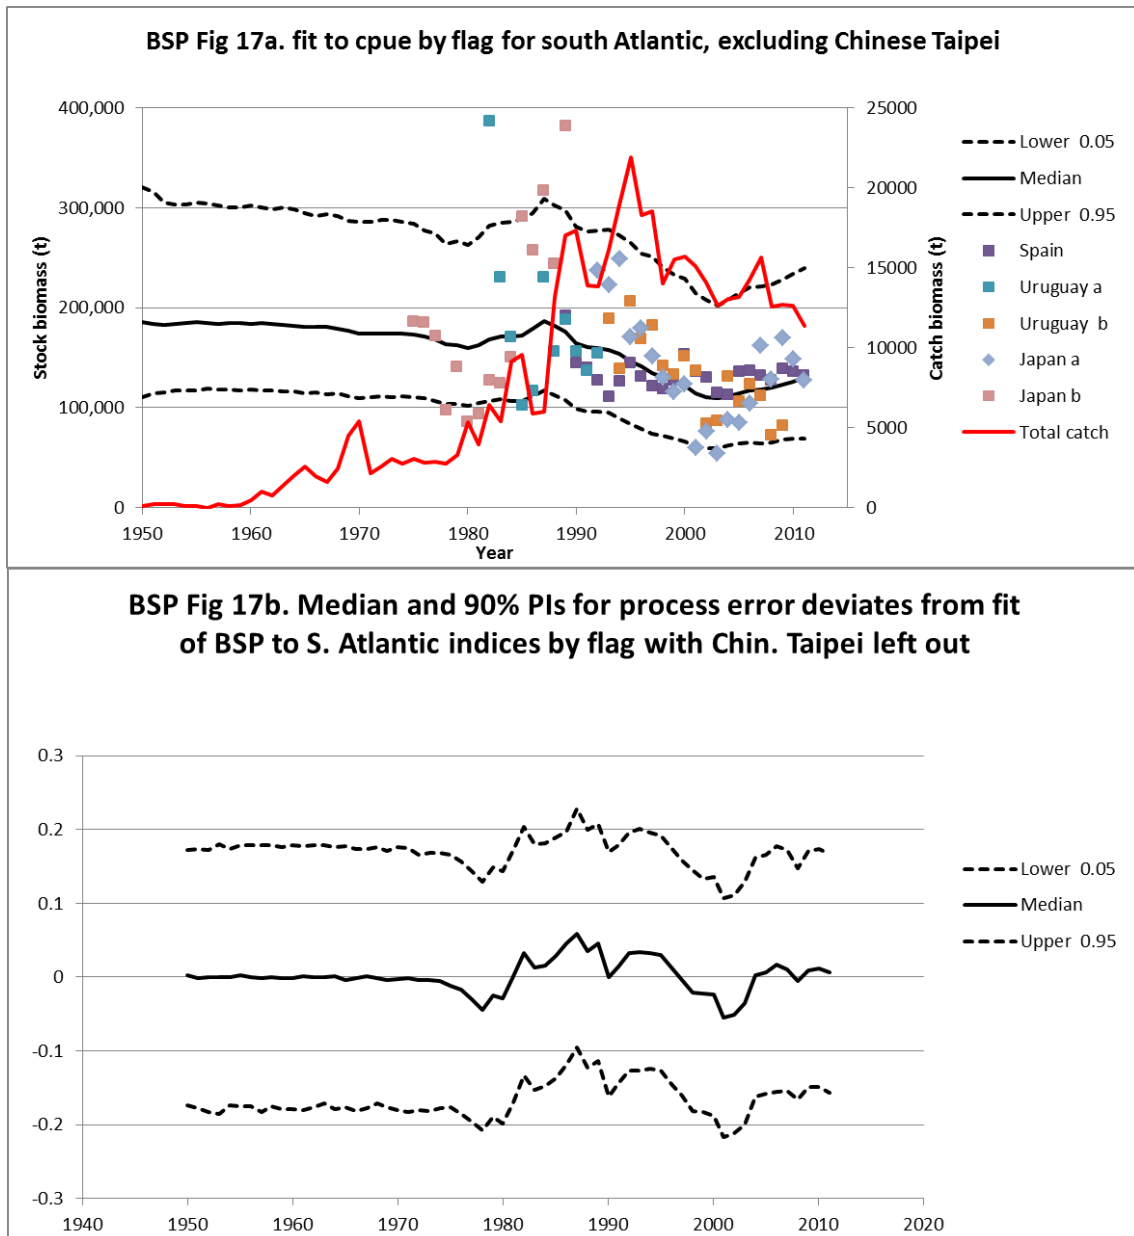 BSP Fig 17a. fit to cpue by flag for south Atlantic, excluding Chinese Taipei
400,000
300,000
200,000
100,000
0
Stock biomass (t)
25000
20000
15000
10000
5000
0
Catch biomass (t)
1950
1960
1970
1980
1990
2000
2010
Year
Lower 0.05
Median
Upper 0.95
Spain
Uruguay a
Uruguay b
Japan a
Japan b
Total catch
BSP Fig 17b. Median and 90% PIs for process error deviates from fit
of BSP to S. Atlantic indices by flag with Chin. Taipei left out
0.3
0.2
0.1
0
-0.1
-0.2
-0.3
1940
1950
1960
1970
1980
1990
2000
2010
2020
Lower 0.05
Median
Upper 0.95